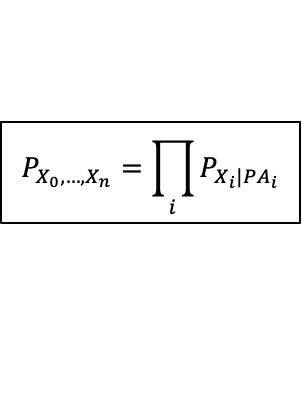 P_{X_0,…,X_n} = ∏_i P_{X_i|PA_i}